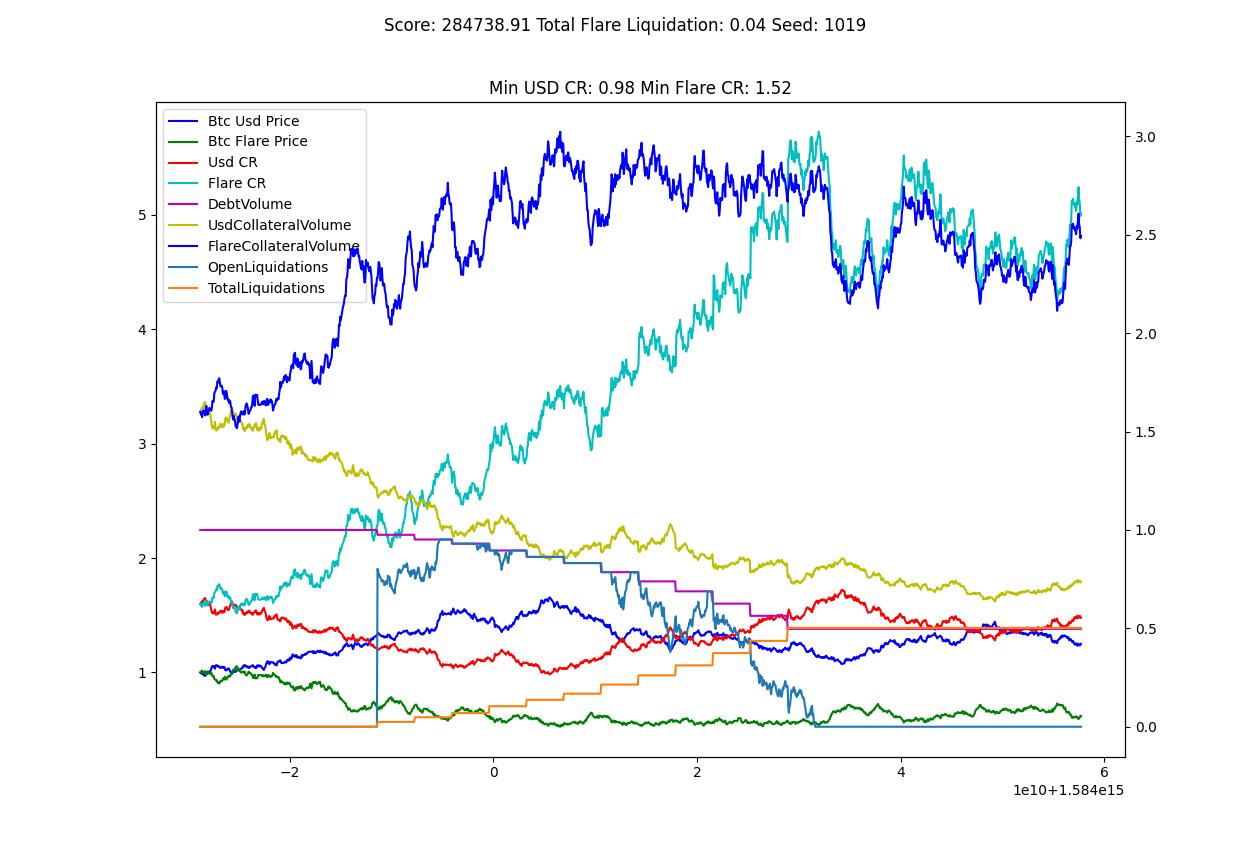 Score: 284738.91 Total Flare Liquidation: 0.04 Seed: 1019
Min USD CR: 0.98 Min Flare CR: 1.52
Btc Usd Price
Btc Flare Price
Usd CR
Flare CR
DebtVolume
UsdCollateralVolume
FlareCollateralVolume
OpenLiquidations
TotalLiquidations
5
4
3
2
1
3.0
2.5
2.0
1.5
1.0
0.5
0.0
−2 0 2 4 6
1e10+1.584e15